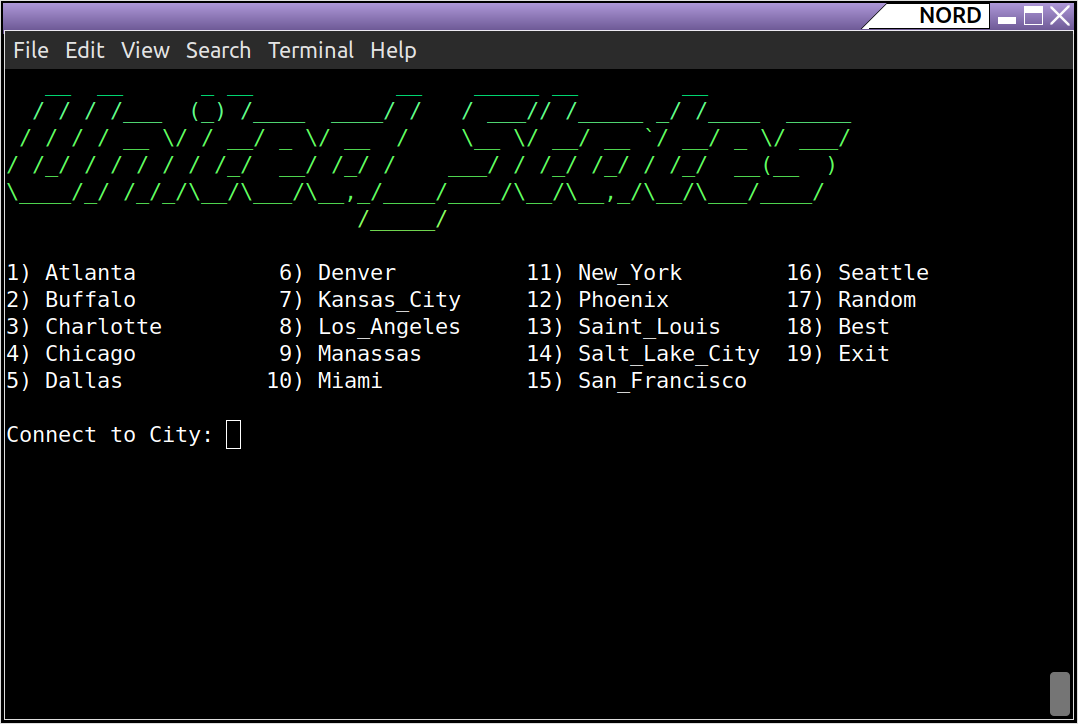 NORD
File Edit View Search Terminal Help
United_States
1) Atlanta 6) Denver 11) New_York 16) Seattle
2) Buffalo 7) Kansas_City 12) Phoenix 17) Random
3) Charlotte 8) Los_Angeles 13) Saint_Louis 18) Best
4) Chicago 9) Manassas 14) Salt_Lake_City 19) Exit
5) Dallas 10) Miami 15) San_Francisco
Connect to City: